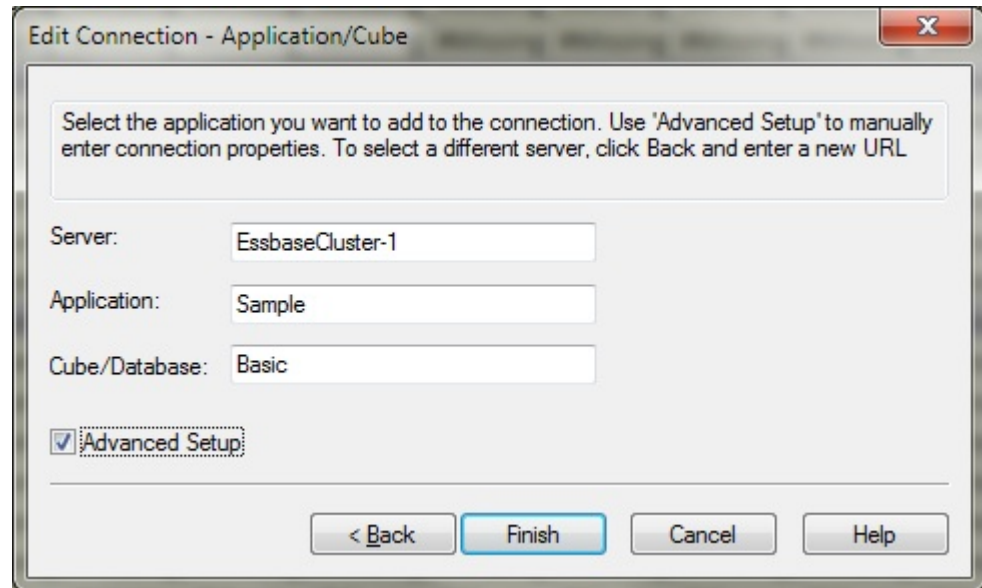 Edit Connection - Application/Cube
Select the application you want to add to the connection. Use 'Advanced Setup' to manually
enter connection properties. To select a different server, click Back and enter a new URL
Server: EssbaseCluster-1
Application: Sample
Cube/Database: Basic
Advanced Setup
< Back Finish Cancel Help